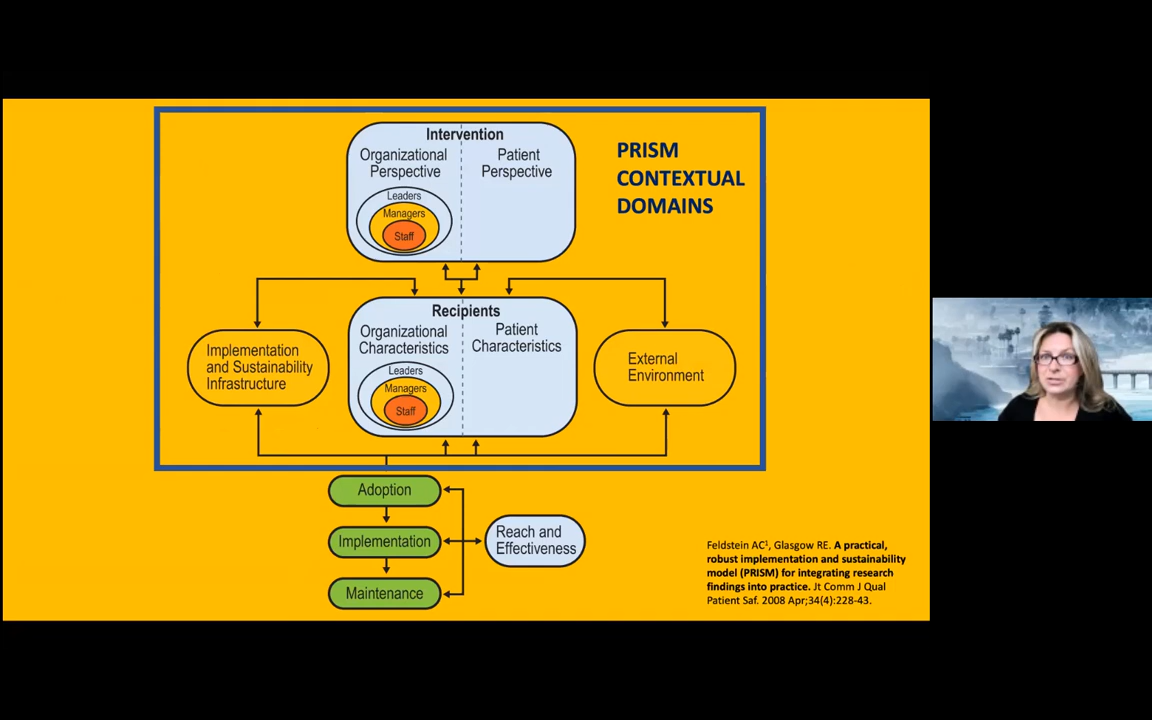 Intervention
Organizational
Perspective
Leaders
Managers
Staff
Patient
Perspective
PRISM
CONTEXTUAL
DOMAINS
Recipients
Organizational
Characteristics
Leaders
Managers
Staff
Patient
Characteristics
Implementation
and Sustainability
Infrastructure
External
Environment
Adoption
Implementation
Maintenance
Reach and
Effectiveness
Feldstein AC¹, Glasgow RE. A practical,
robust implementation and sustainability
model (PRISM) for integrating research
findings into practice. Jt Comm J Qual
Patient Saf. 2008 Apr;34(4):228-43.